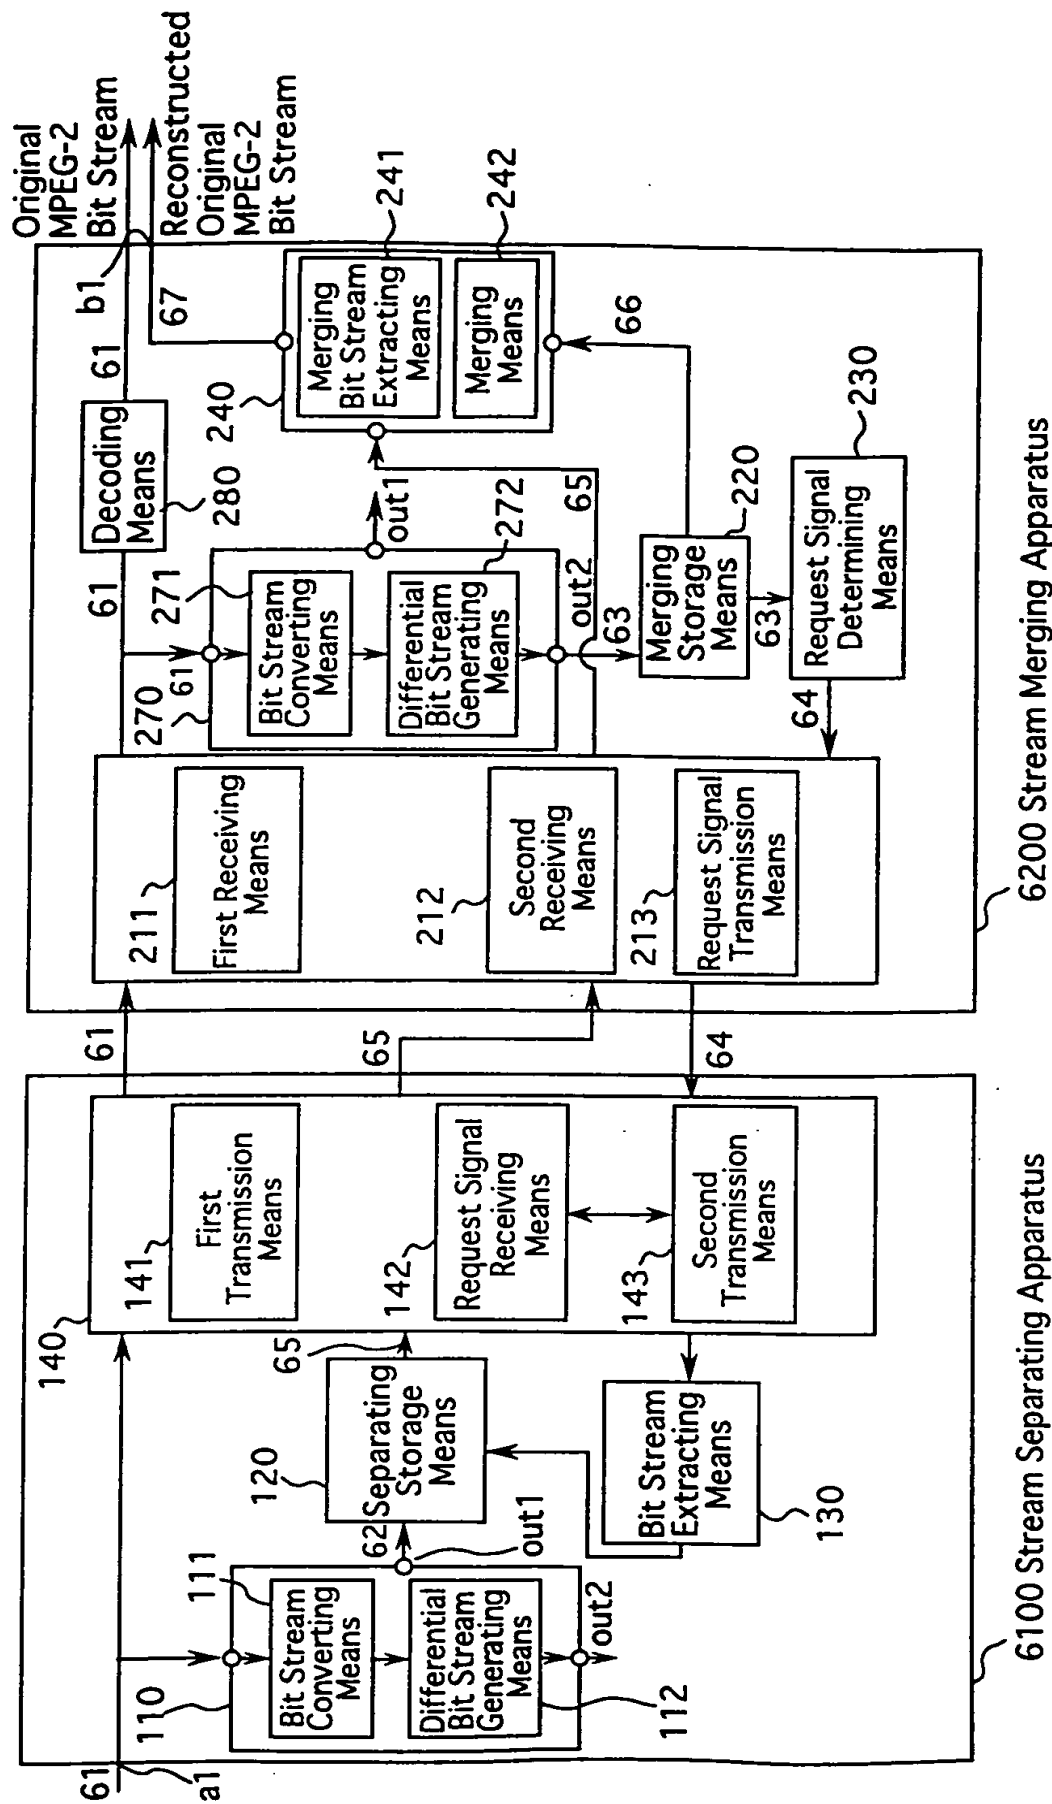 61
a1
110
111
Bit Stream
Converting
Means
Differential
Bit Stream
Generating
Means
112
out2
out1
62
120
Separating
Storage
Means
65
Bit Stream
Extracting
Means
130
140
141
First
Transmission
Means
142
Request Signal
Receiving
Means
143
Second
Transmission
Means
6100 Stream Separating Apparatus
61
65
64
211
First Receiving
Means
212
Second
Receiving
Means
213
Request Signal
Transmission
Means
61
270
61
271
Bit Stream
Converting
Means
Differential
Bit Stream
Generating
Means
272
out1
out2
63
65
Decoding
Means
280
61
Merging
Storage
Means
220
63
64
Request Signal
Determining
Means
230
66
240
Merging
Bit Stream
Extracting
Means
241
Merging
Means
242
67
b1
Original
MPEG-2
Bit Stream
Reconstructed
Original
MPEG-2
Bit Stream
6200 Stream Merging Apparatus